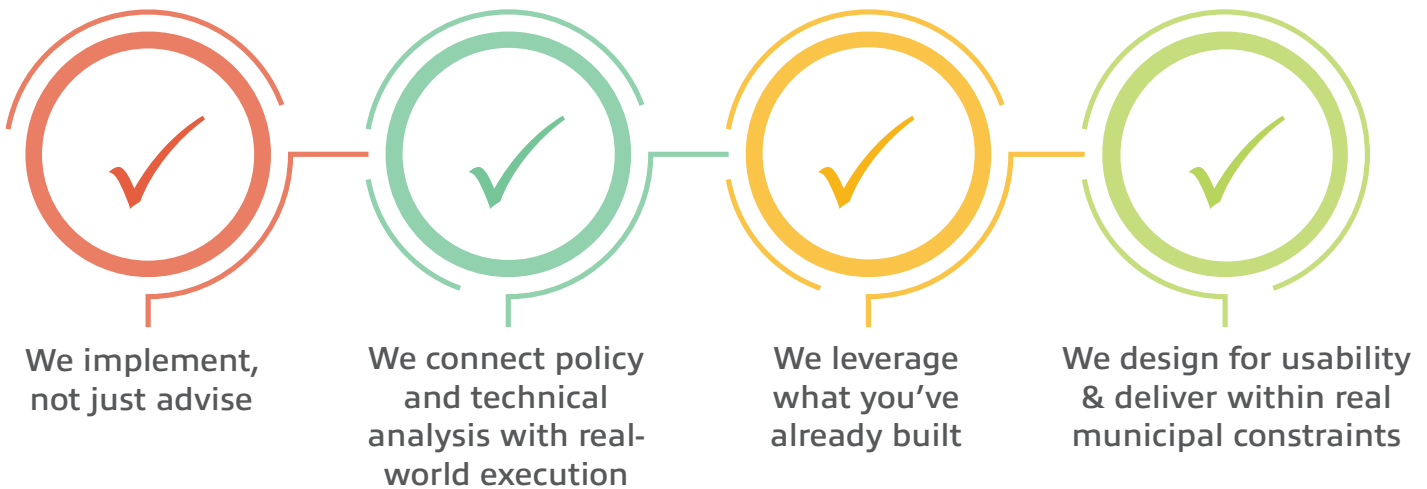 We implement,
not just advise
We connect policy
and technical
analysis with real-
world execution
We leverage
what you've
already built
We design for usability
& deliver within real
municipal constraints